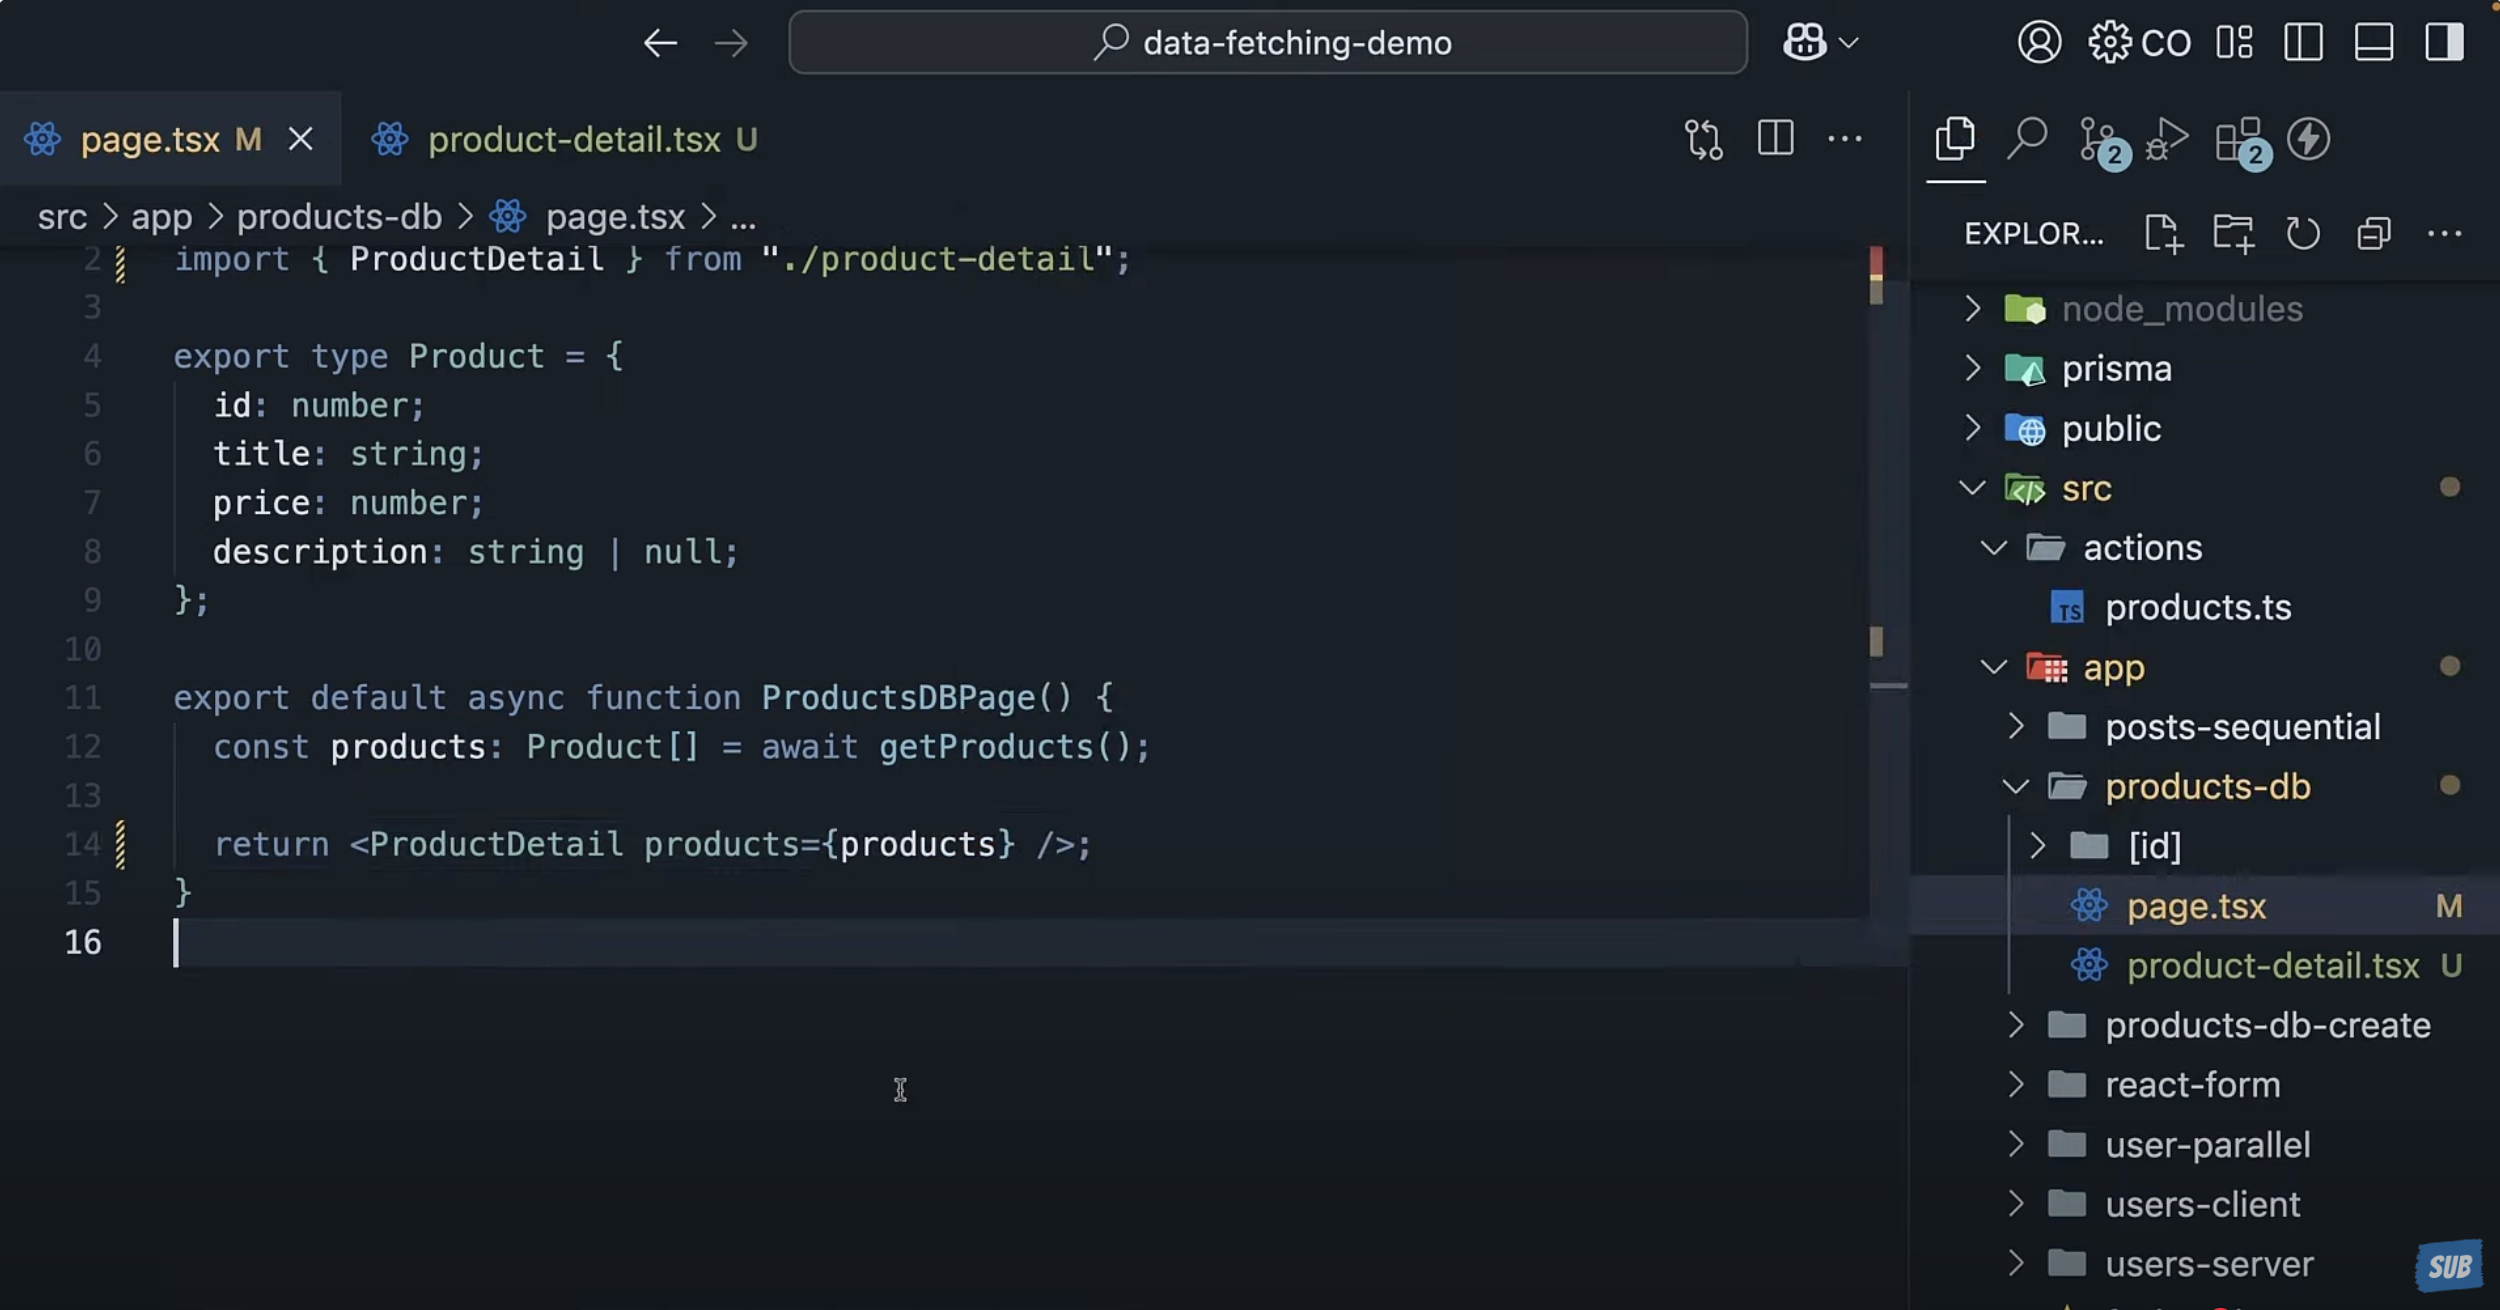 data-fetching-demo
CO
page.tsx M
product-detail.tsx U
2
2
src > app > products-db > page.tsx > ...
EXPLOR...
2 import { ProductDetail } from "./product-detail";
3
4 export type Product = {
5 id: number;
6 title: string;
7 price: number;
8 description: string | null;
9 };
10
11 export default async function ProductsDBPage() {
12 const products: Product[] = await getProducts();
13
14 return <ProductDetail products={products} />;
15 }
16
node_modules
prisma
public
src
actions
TS products.ts
app
posts-sequential
products-db
[id]
page.tsx M
product-detail.tsx U
products-db-create
react-form
user-parallel
users-client
users-server
SUB